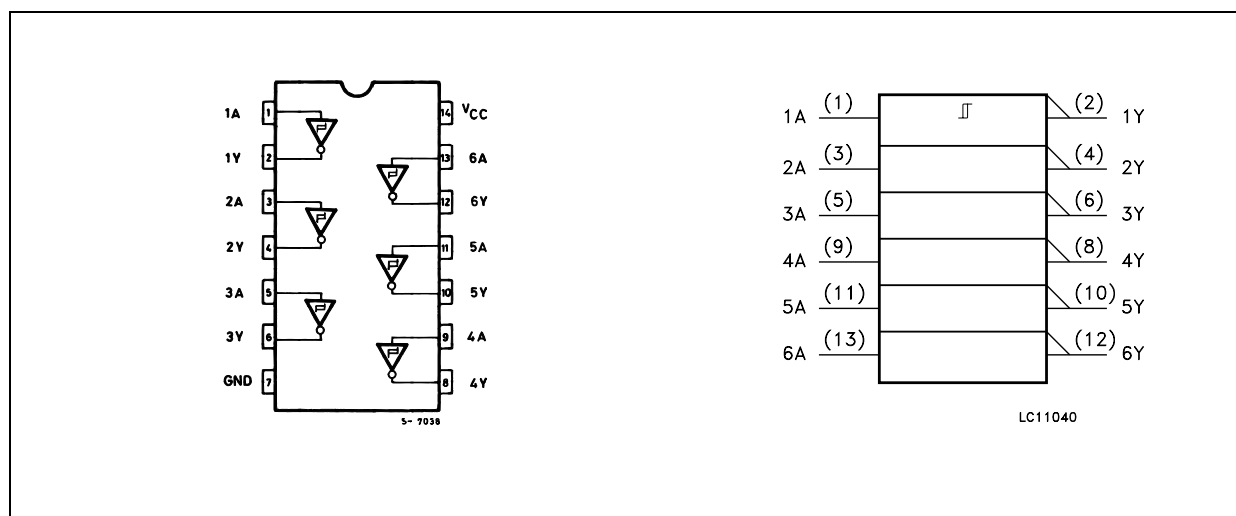 1A 1 14 VCC
1Y 2 13 6A
2A 3 12 6Y
2Y 4 11 5A
3A 5 10 5Y
3Y 6 9 4A
GND 7 8 4Y
5- 7038
1A (1) (2) 1Y
2A (3) (4) 2Y
3A (5) (6) 3Y
4A (9) (8) 4Y
5A (11) (10) 5Y
6A (13) (12) 6Y
LC11040